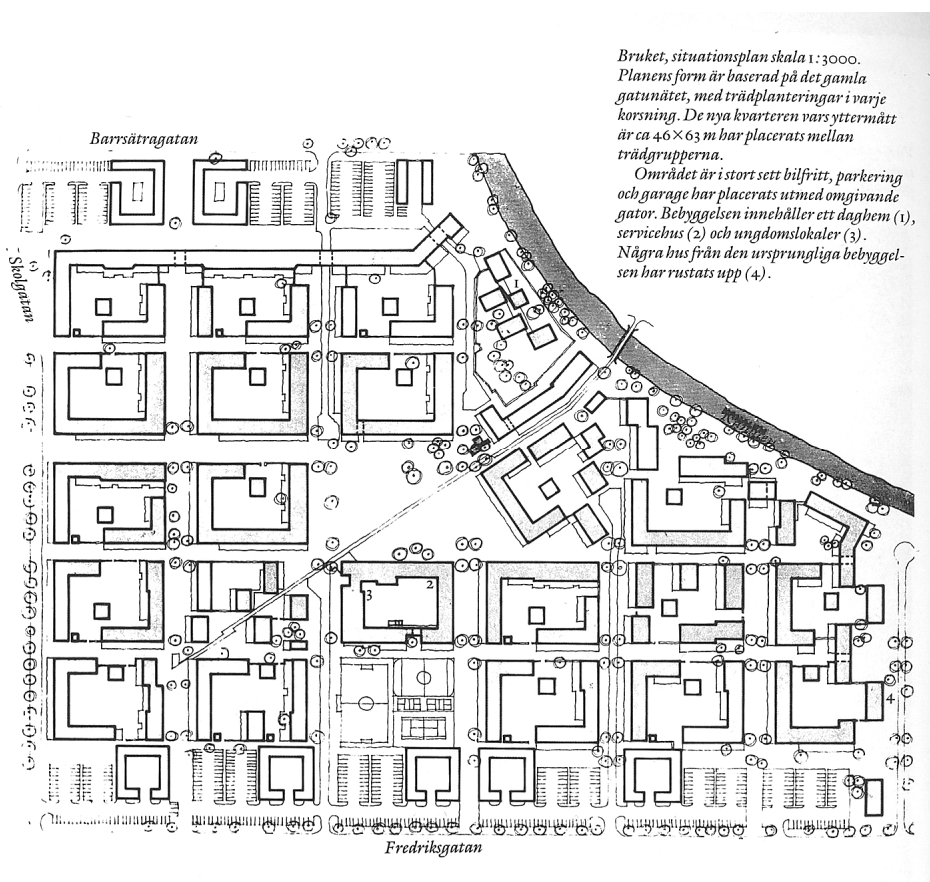 Bruket, situationsplan skala 1:3000.
Planens form är baserad på det gamla
gatunätet, med trädplanteringar i varje
korsning. De nya kvarteren vars yttermått
är ca 46×63 m har placerats mellan
trädgrupperna.
Området är i stort sett bilfritt, parkering
och garage har placerats utmed omgivande
gator. Bebyggelsen innehåller ett daghem (1),
servicehus (2) och ungdomslokaler (3).
Några hus från den ursprungliga bebyggel-
sen har rustats upp (4).
Barrsätragatan
Skolgatan
1
2
3
4
Fredriksgatan